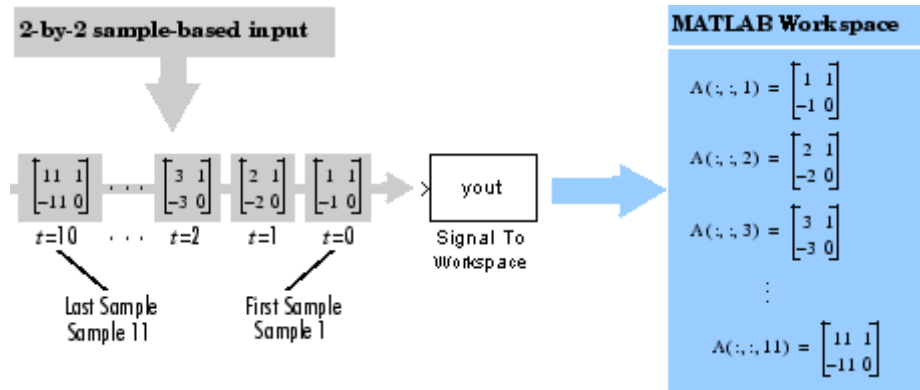 2-by-2 sample-based input
[11 1
-11 0] . . . [3 1
-3 0] [2 1
-2 0] [1 1
-1 0]
t=10 . . . t=2 t=1 t=0
Last Sample
Sample 11
First Sample
Sample 1
> yout
Signal To
Workspace
MATLAB Workspace
A(:,:,1) = [1 1
-1 0]
A(:,:,2) = [2 1
-2 0]
A(:,:,3) = [3 1
-3 0]
⋮
A(:,:,11) = [11 1
-11 0]